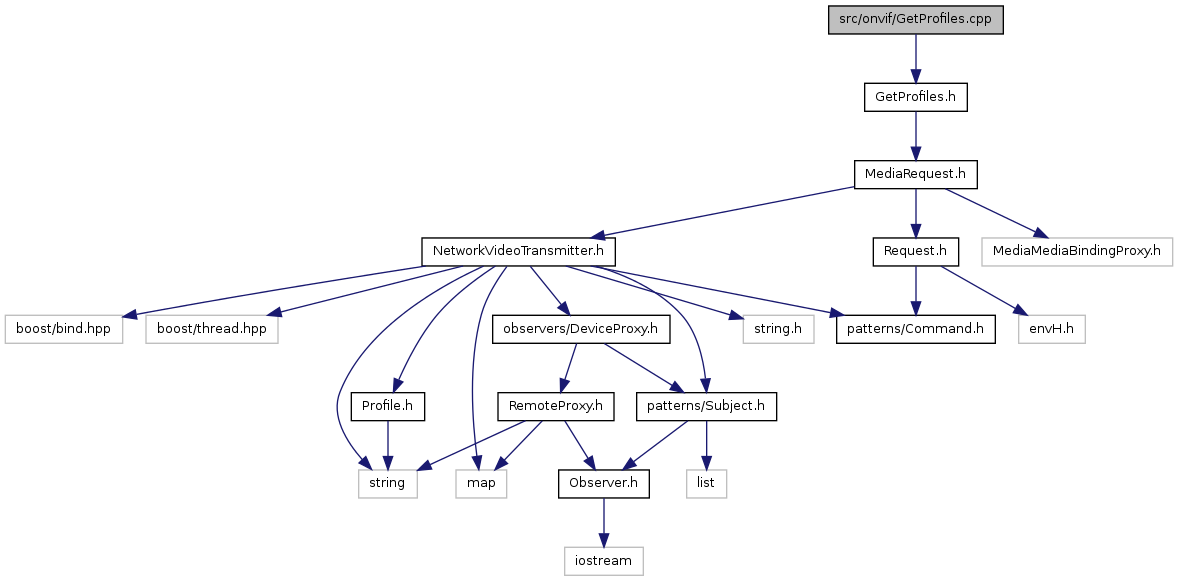 src/onvif/GetProfiles.cpp
GetProfiles.h
MediaRequest.h
NetworkVideoTransmitter.h
Request.h
MediaMediaBindingProxy.h
boost/bind.hpp
boost/thread.hpp
observers/DeviceProxy.h
string.h
patterns/Command.h
envH.h
Profile.h
RemoteProxy.h
patterns/Subject.h
string
map
Observer.h
list
iostream